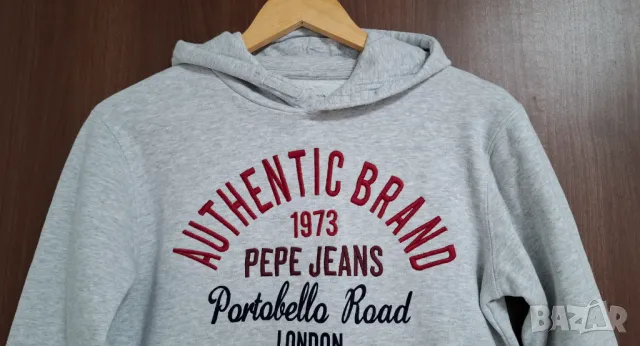 AUTHENTIC BRAND
1973
PEPE JEANS
Portobello Road
LONDON
BAZAR